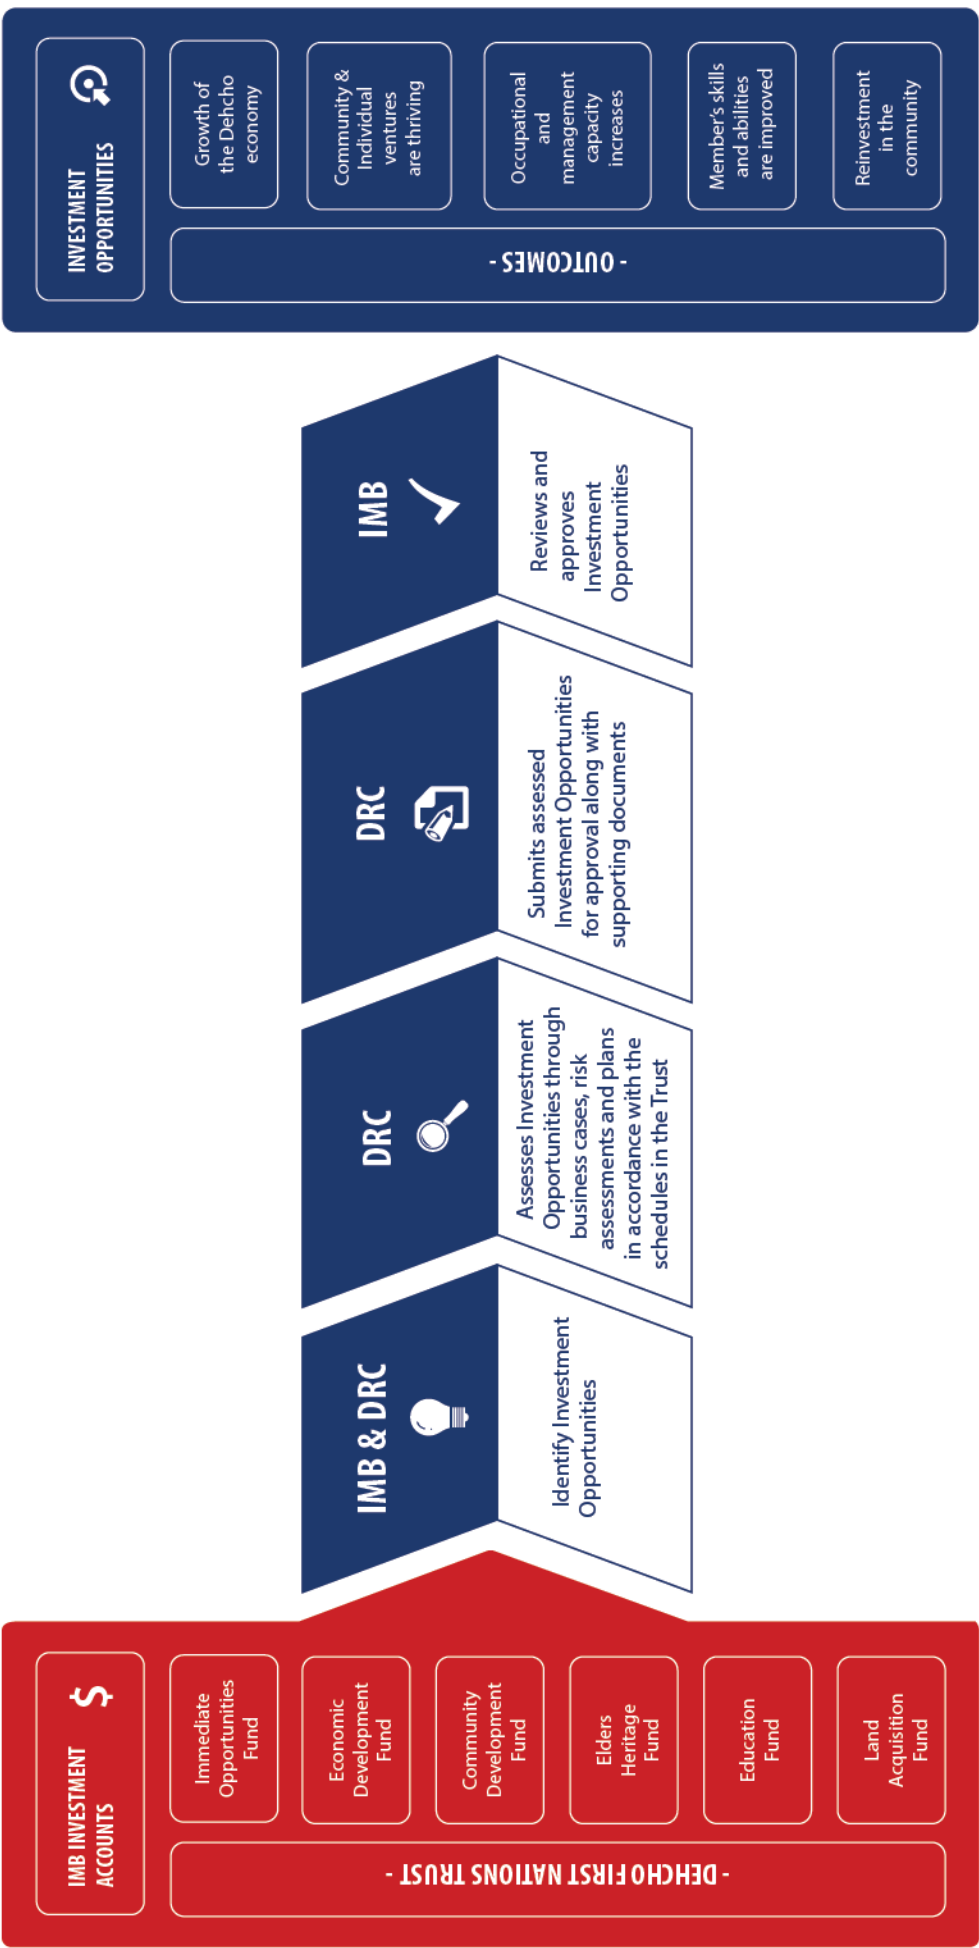 IMB INVESTMENT
ACCOUNTS
$
- DEHCHO FIRST NATIONS TRUST -
Immediate
Opportunities
Fund
Economic
Development
Fund
Community
Development
Fund
Elders
Heritage
Fund
Education
Fund
Land
Acquisition
Fund
IMB & DRC
Identify Investment
Opportunities
DRC
Assesses Investment
Opportunities through
business cases, risk
assessments and plans
in accordance with the
schedules in the Trust
DRC
Submits assessed
Investment Opportunities
for approval along with
supporting documents
IMB
Reviews and
approves
Investment
Opportunities
INVESTMENT
OPPORTUNITIES
- OUTCOMES -
Growth of
the Dehcho
economy
Community &
Individual
ventures
are thriving
Occupational
and
management
capacity
increases
Member's skills
and abilities
are improved
Reinvestment
in the
community